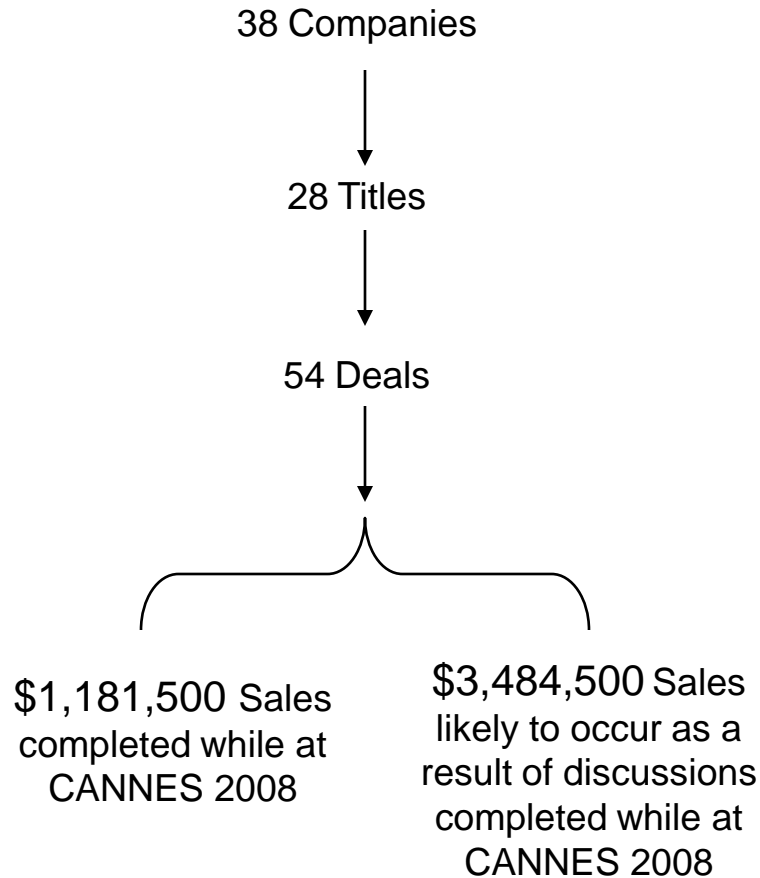 38 Companies
28 Titles
54 Deals
$1,181,500 Sales
completed while at
CANNES 2008
$3,484,500 Sales
likely to occur as a
result of discussions
completed while at
CANNES 2008